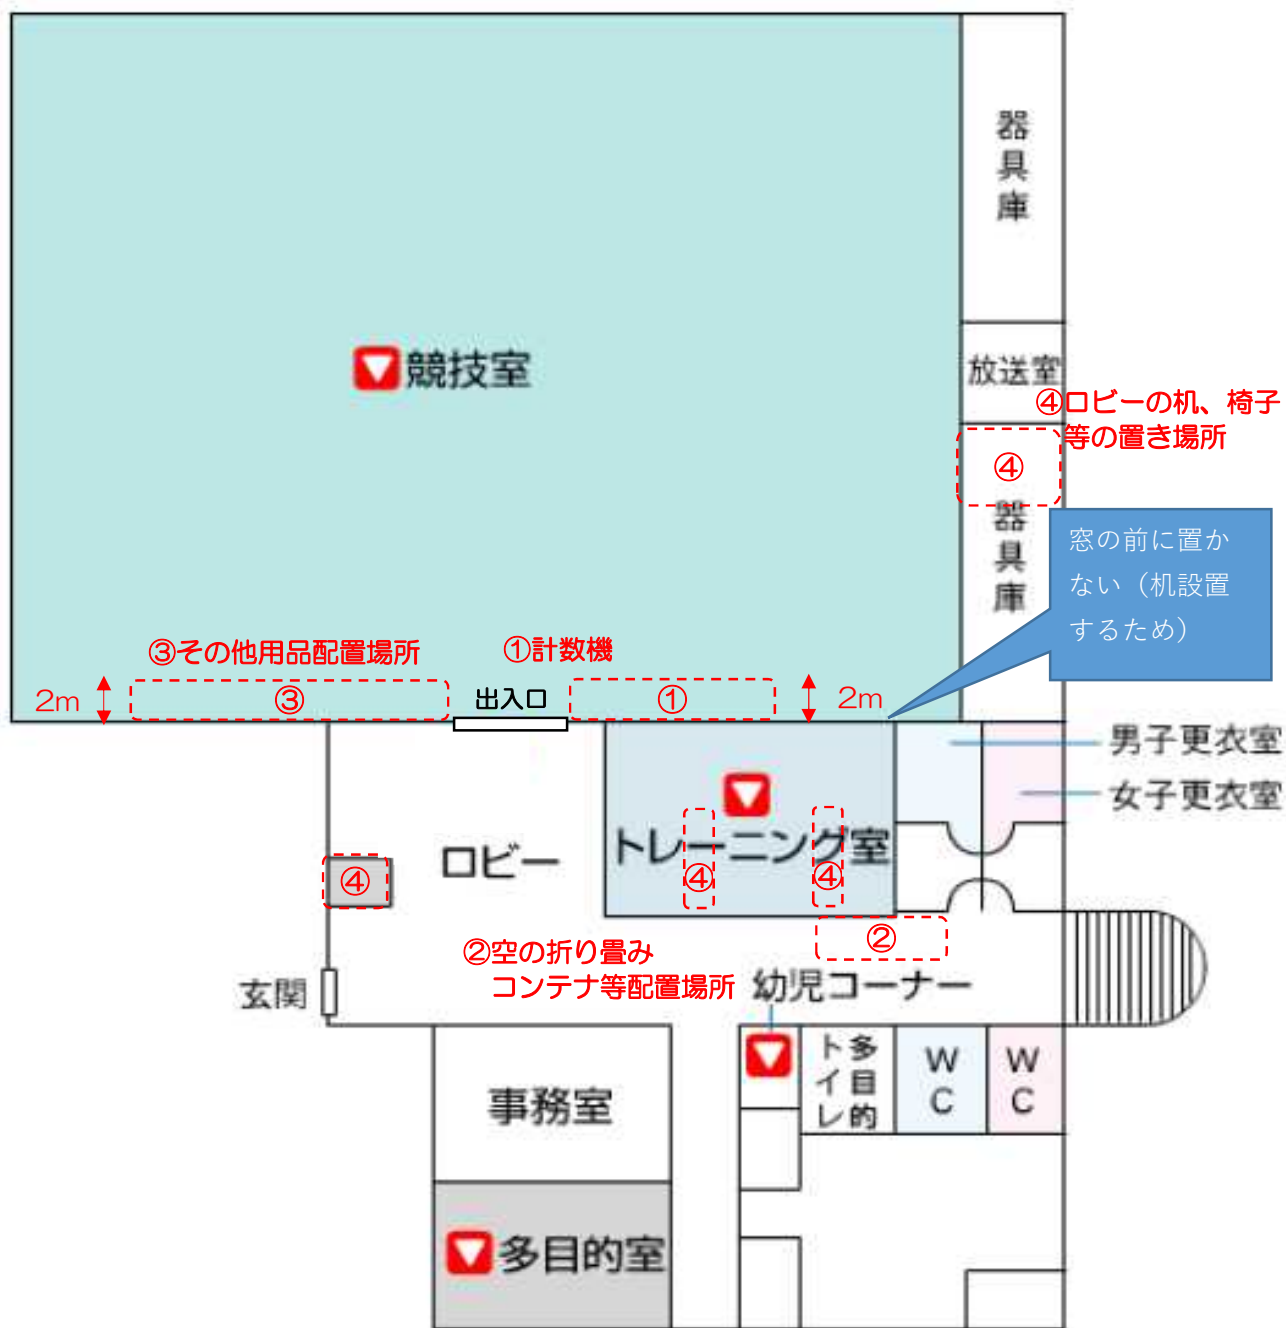 器具庫
競技室
放送室
④ロビーの机、椅子
等の置き場所
④
器具庫
窓の前に置か
ない（机設置
するため）
③その他用品配置場所
①計数機
2m
③
出入口
①
2m
男子更衣室
女子更衣室
トレーニング室
ロビー
④
④
④
②
②空の折り畳み
コンテナ等配置場所
幼児コーナー
玄関
多目的
トイレ
WC
WC
事務室
多目的室